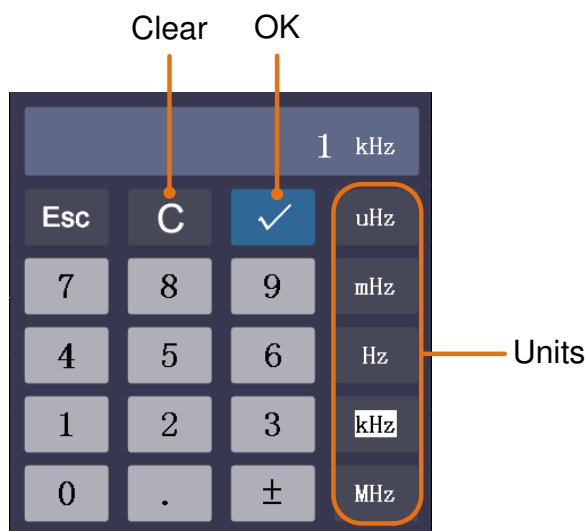 Clear OK
1 kHz
Esc C ✓ uHz
7 8 9 mHz
4 5 6 Hz
Units
1 2 3 kHz
0 . ± MHz